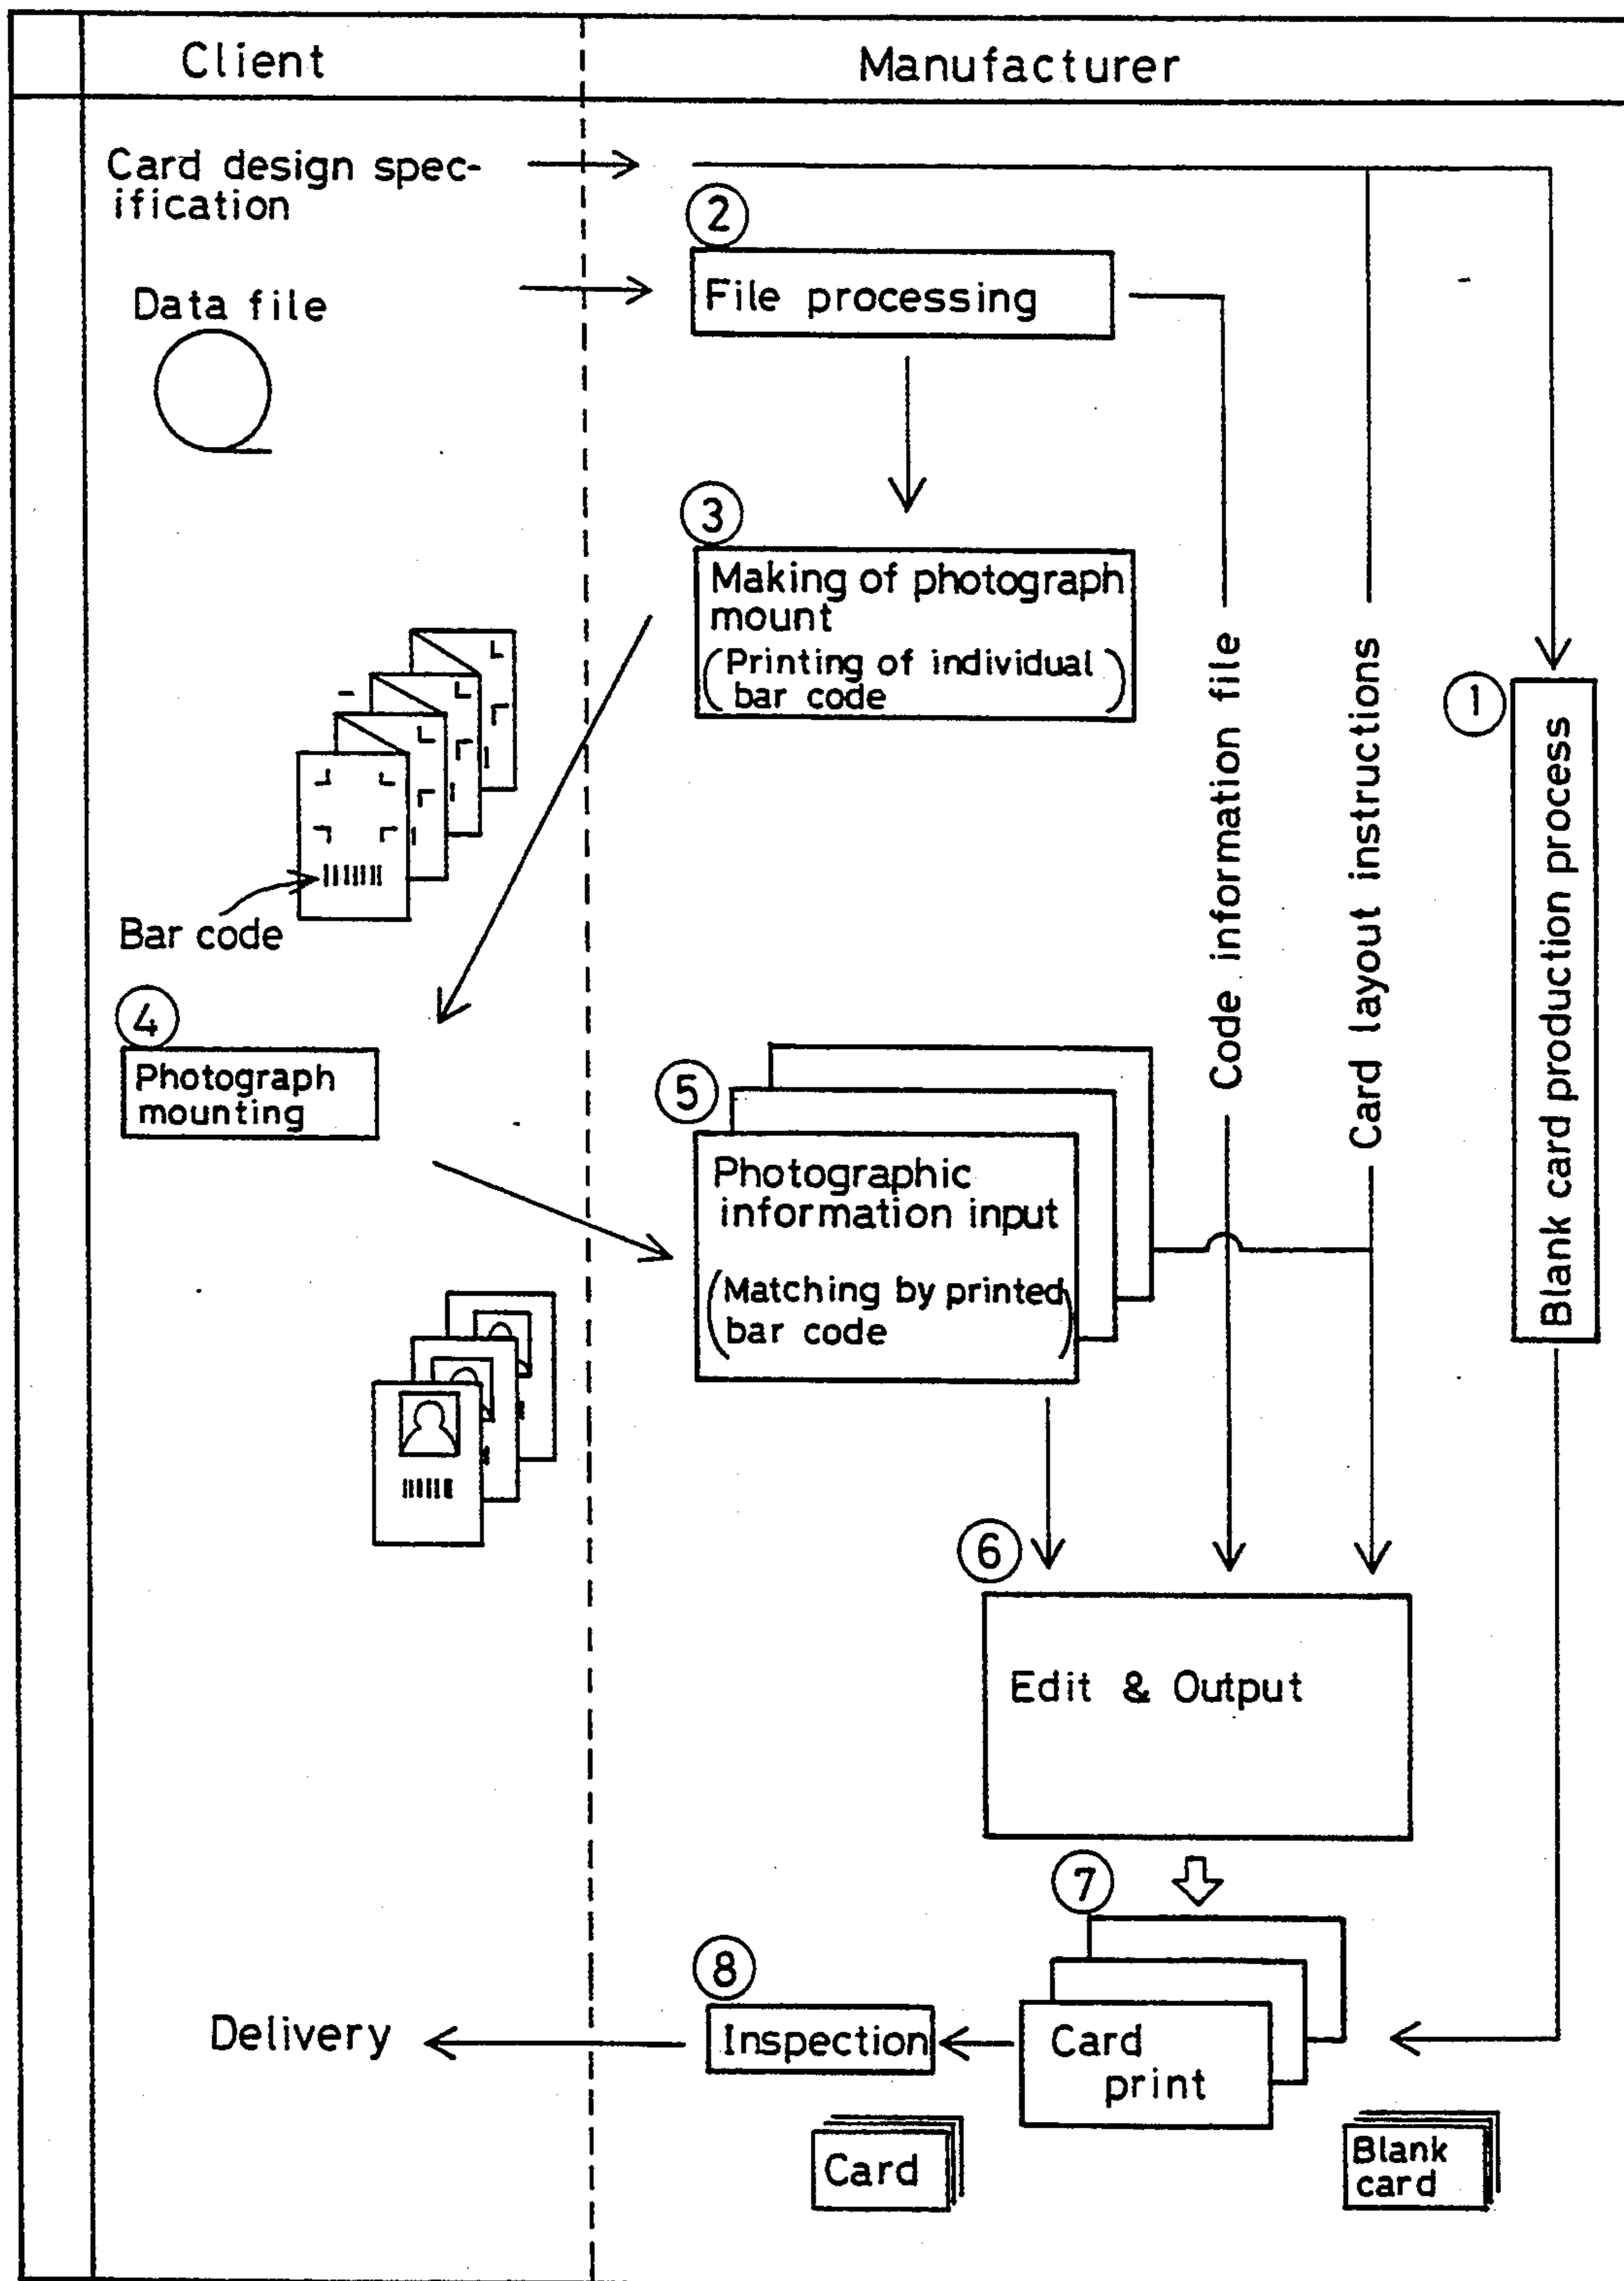 Client
Manufacturer
Card design spec-
ification
2
Data file
File processing
3
Making of photograph
mount
(Printing of individual
bar code)
Code information file
Card layout instructions
1
Blank card production process
Bar code
4
Photograph
mounting
5
Photographic
information input
(Matching by printed
bar code)
6
Edit & Output
7
8
Delivery
Inspection
Card
print
Card
Blank
card